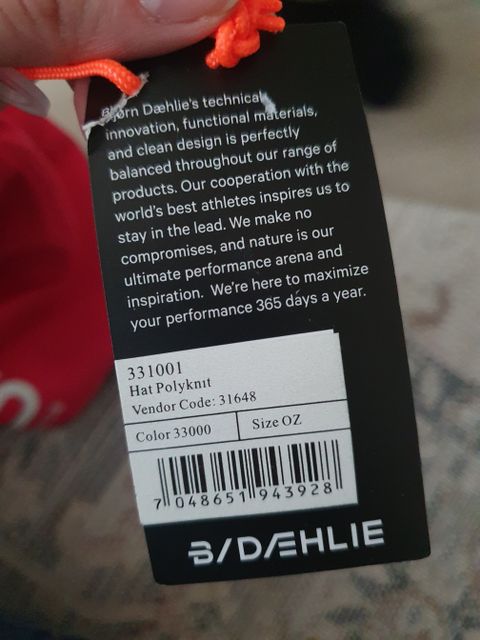 Bjørn Dæhlie's technical
innovation, functional materials,
and clean design is perfectly
balanced throughout our range of
products. Our cooperation with the
world's best athletes inspires us to
stay in the lead. We make no
compromises, and nature is our
ultimate performance arena and
inspiration. We're here to maximize
your performance 365 days a year.
331001
Hat Polyknit
Vendor Code: 31648
Color 33000
Size OZ
7 048651 943928
B/DÆHLIE